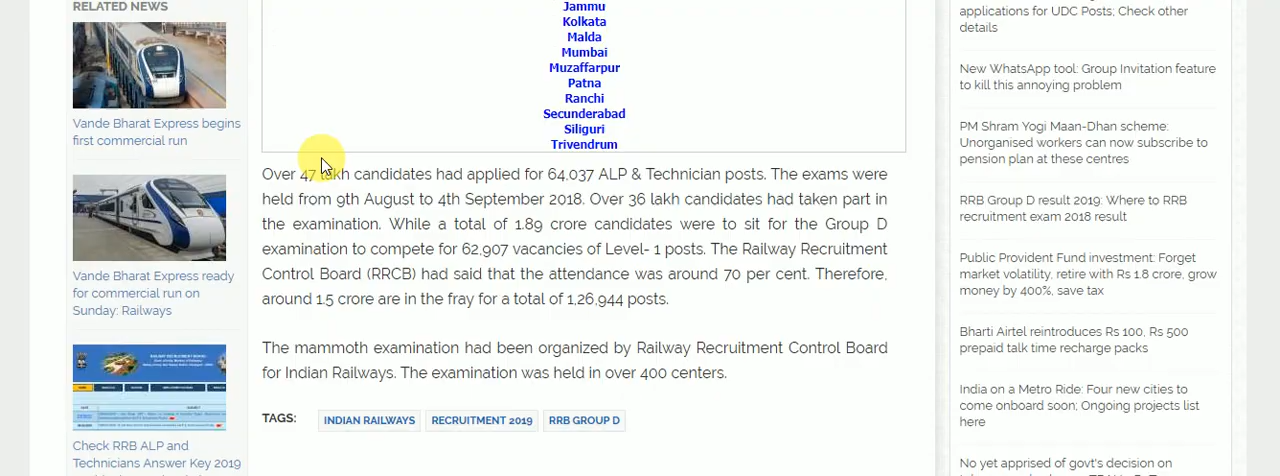 RELATED NEWS
Vande Bharat Express begins
first commercial run
Vande Bharat Express ready
for commercial run on
Sunday: Railways
Check RRB ALP and
Technicians Answer Key 2019
Jammu
Kolkata
Malda
Mumbai
Muzaffarpur
Patna
Ranchi
Secunderabad
Siliguri
Trivendrum
Over 47 lakh candidates had applied for 64,037 ALP & Technician posts. The exams were
held from 9th August to 4th September 2018. Over 36 lakh candidates had taken part in
the examination. While a total of 1.89 crore candidates were to sit for the Group D
examination to compete for 62,907 vacancies of Level- 1 posts. The Railway Recruitment
Control Board (RRCB) had said that the attendance was around 70 per cent. Therefore,
around 1.5 crore are in the fray for a total of 1,26,944 posts.
The mammoth examination had been organized by Railway Recruitment Control Board
for Indian Railways. The examination was held in over 400 centers.
TAGS: INDIAN RAILWAYS RECRUITMENT 2019 RRB GROUP D
applications for UDC Posts; Check other
details
New WhatsApp tool: Group Invitation feature
to kill this annoying problem
PM Shram Yogi Maan-Dhan scheme:
Unorganised workers can now subscribe to
pension plan at these centres
RRB Group D result 2019: Where to RRB
recruitment exam 2018 result
Public Provident Fund investment: Forget
market volatility, retire with Rs 1.8 crore, grow
money by 400%, save tax
Bharti Airtel reintroduces Rs 100, Rs 500
prepaid talk time recharge packs
India on a Metro Ride: Four new cities to
come onboard soon; Ongoing projects list
here
No yet apprised of govt's decision on